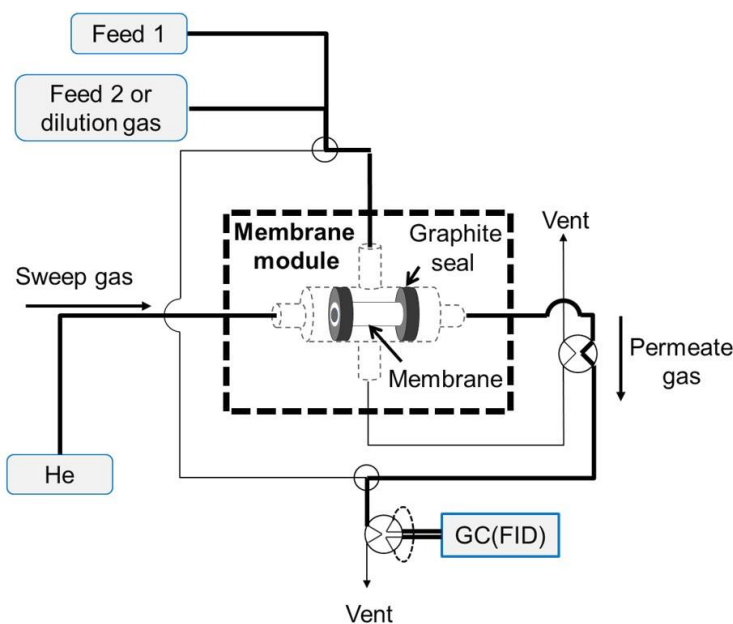 Feed 1
Feed 2 or
dilution gas
Membrane
module
Graphite
seal
Vent
Sweep gas
Permeate
gas
Membrane
He
GC(FID)
Vent